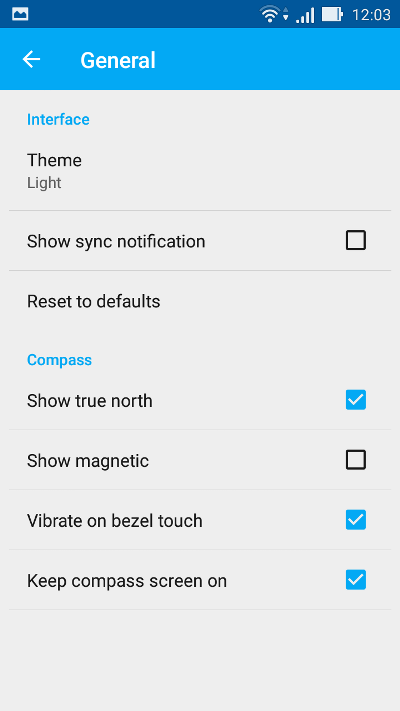 12:03
General
Interface
Theme
Light
Show sync notification
Reset to defaults
Compass
Show true north
Show magnetic
Vibrate on bezel touch
Keep compass screen on